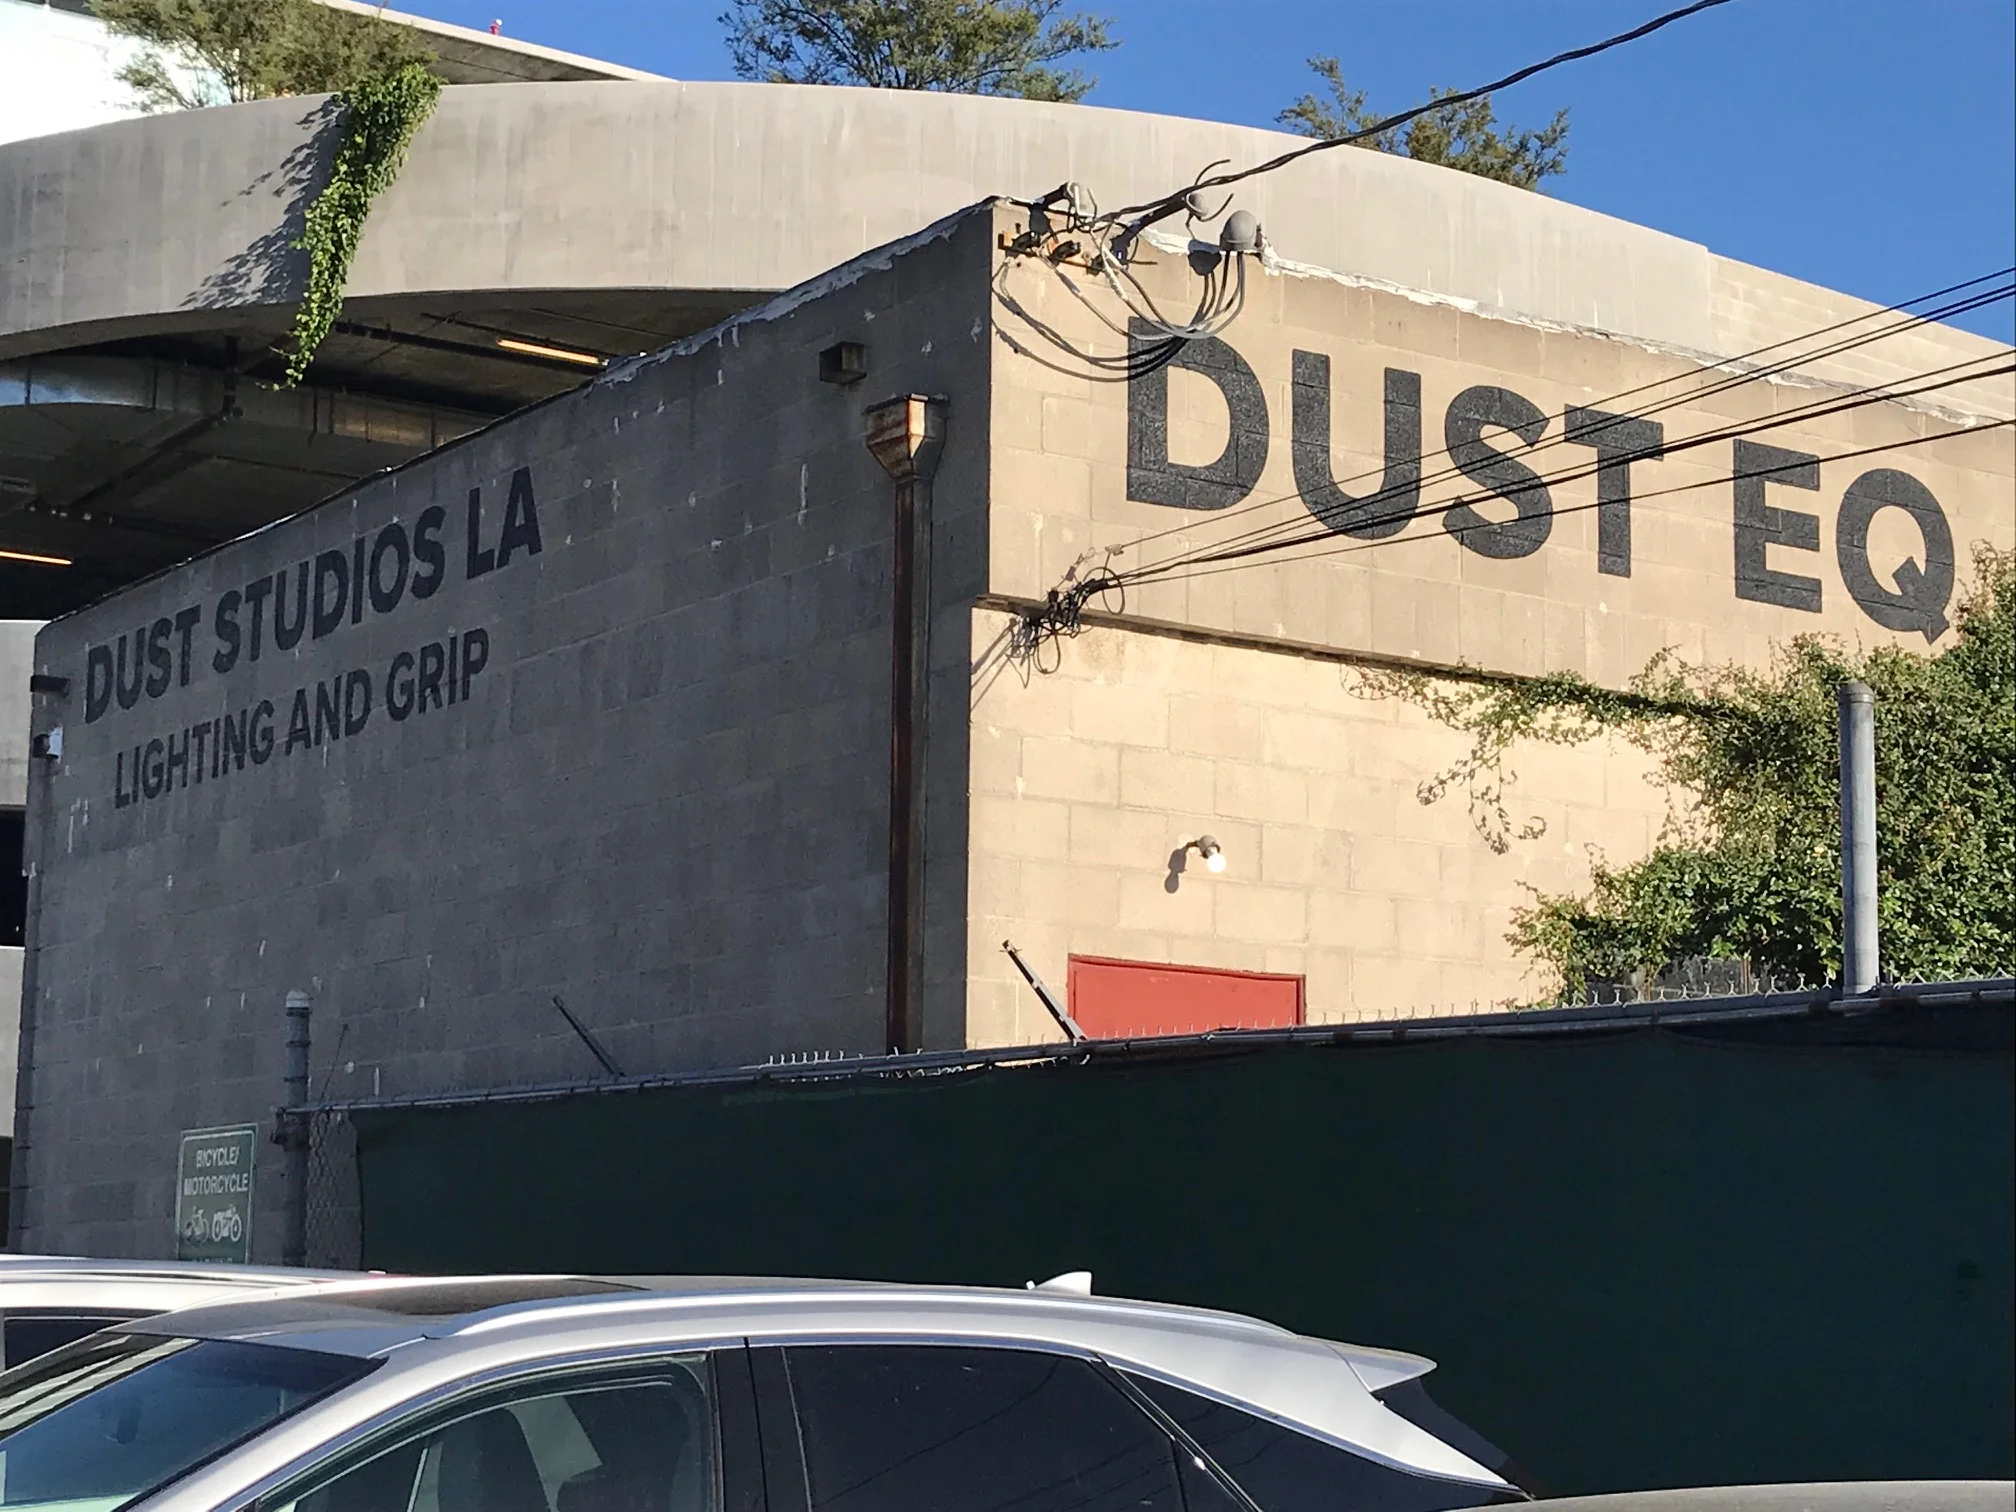 DUST STUDIOS LA
LIGHTING AND GRIP
DUST EQ
BICYCLE/
MOTORCYCLE